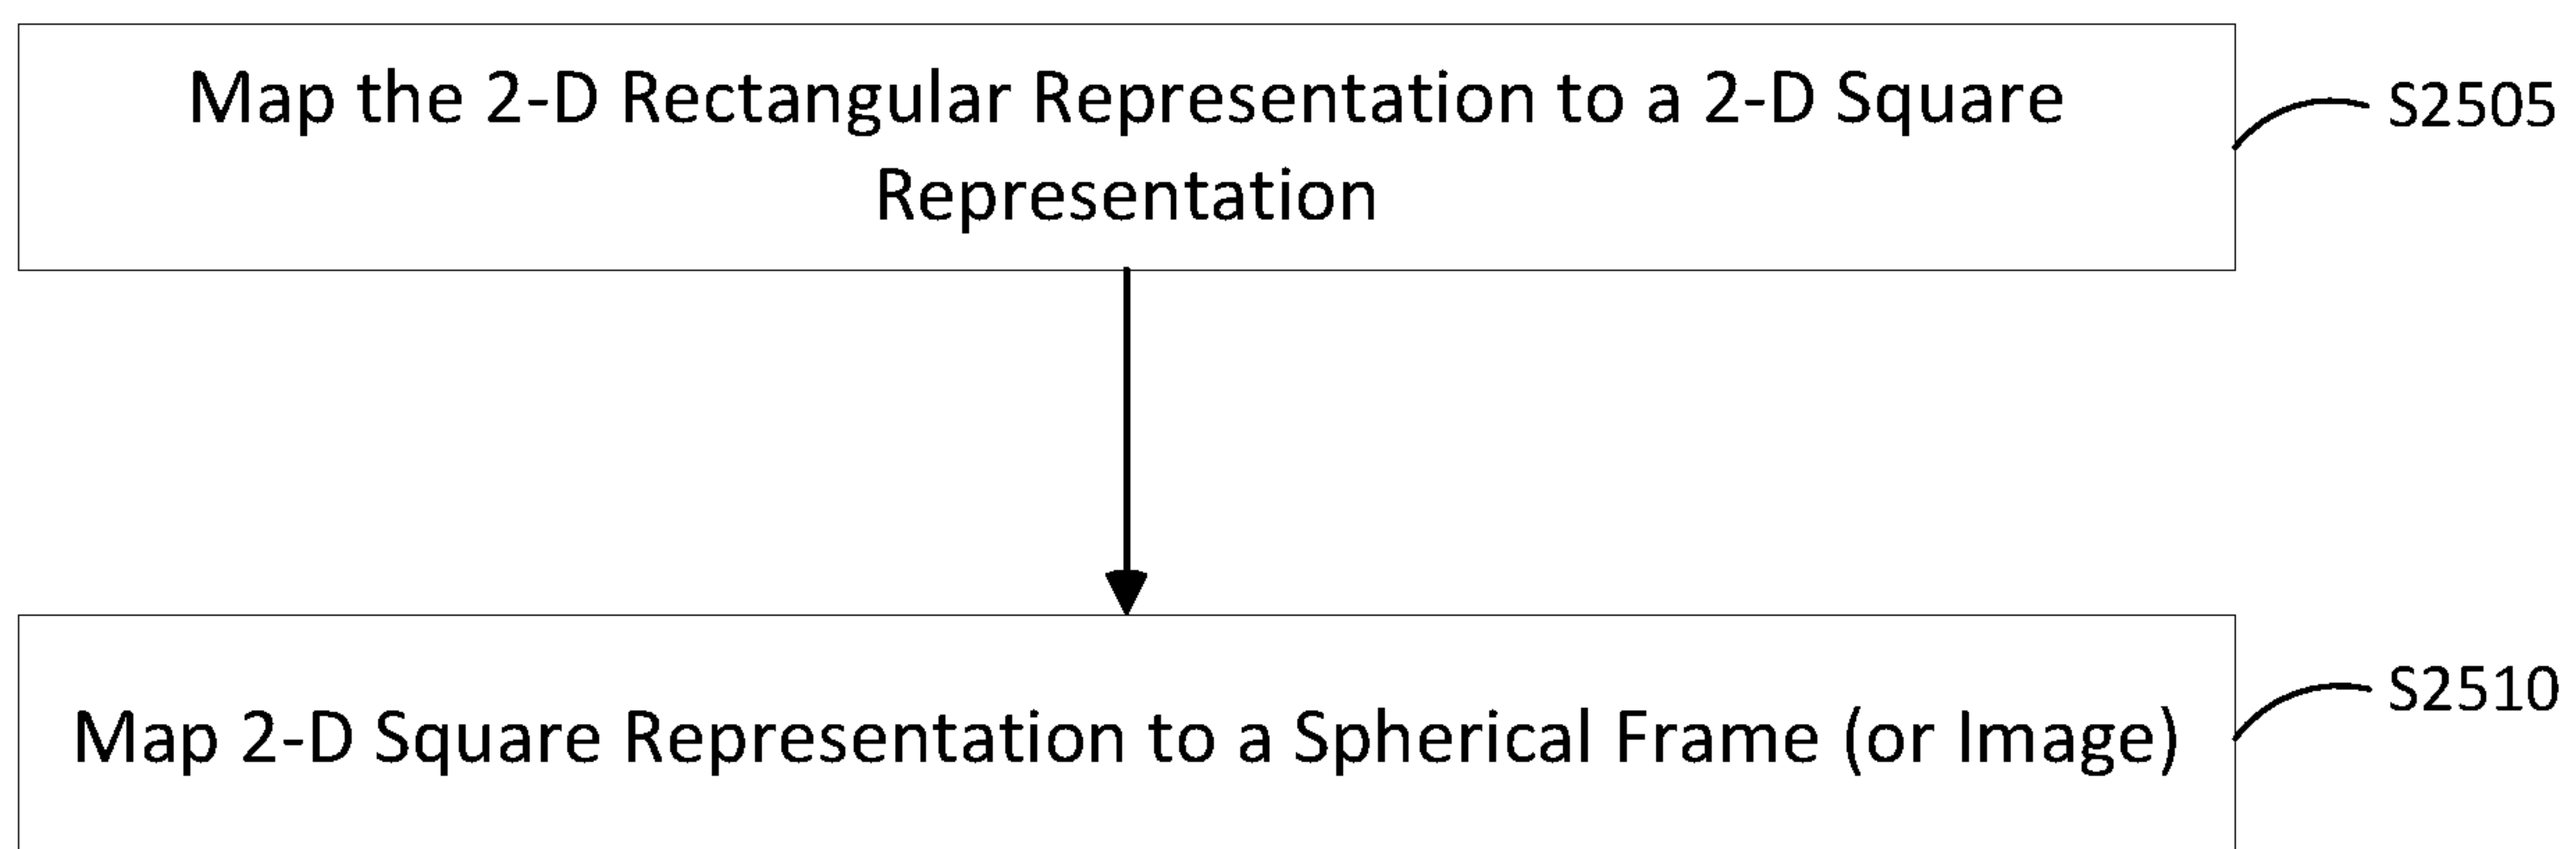 Map the 2-D Rectangular Representation to a 2-D Square
Representation
S2505
Map 2-D Square Representation to a Spherical Frame (or Image)
S2510